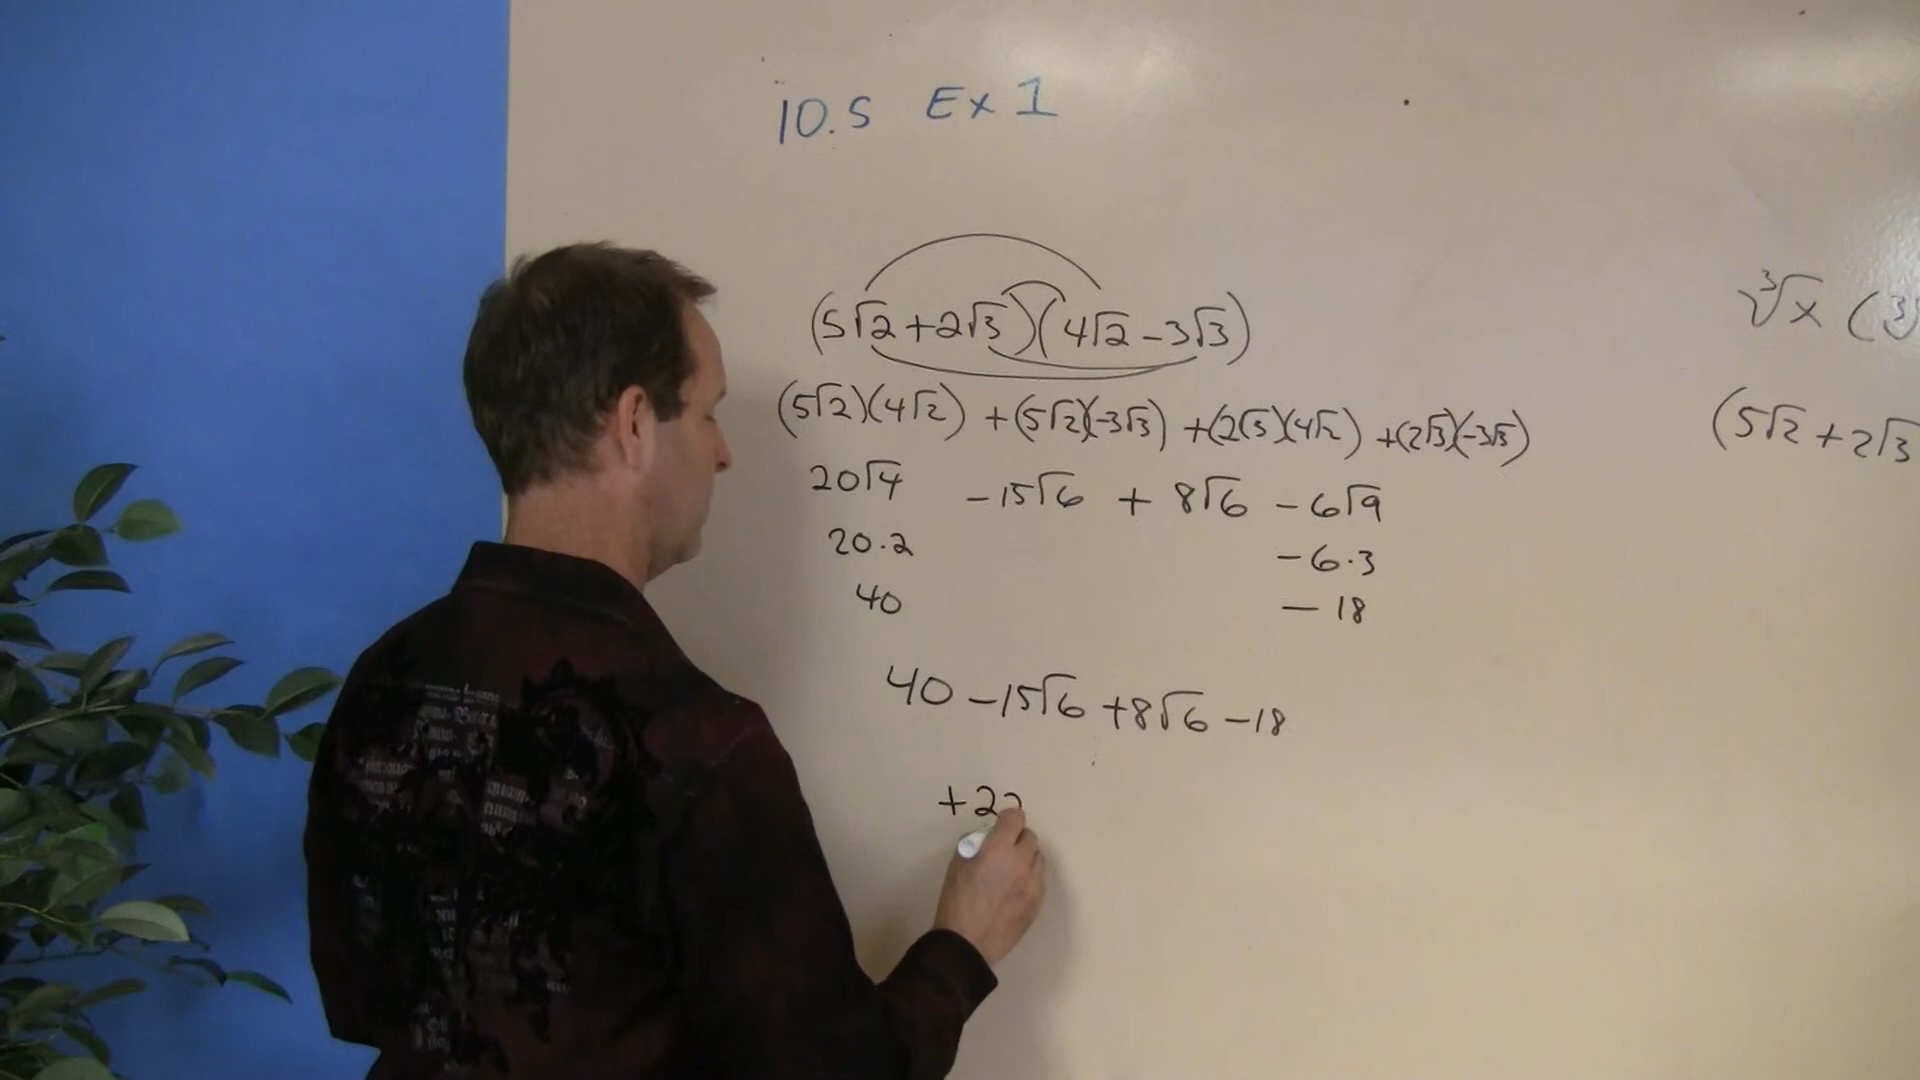 10.5 Ex 1
(5√2+2√3)(4√2-3√3)
(5√2)(4√2) +(5√2)(-3√3) +(2√3)(4√2) +(2√3)(-3√3)
20√4 -15√6 + 8√6 -6√9
20·2 -6·3
40 -18
40 -15√6 +8√6 -18
+22
∛x (3
(5√2+2√3